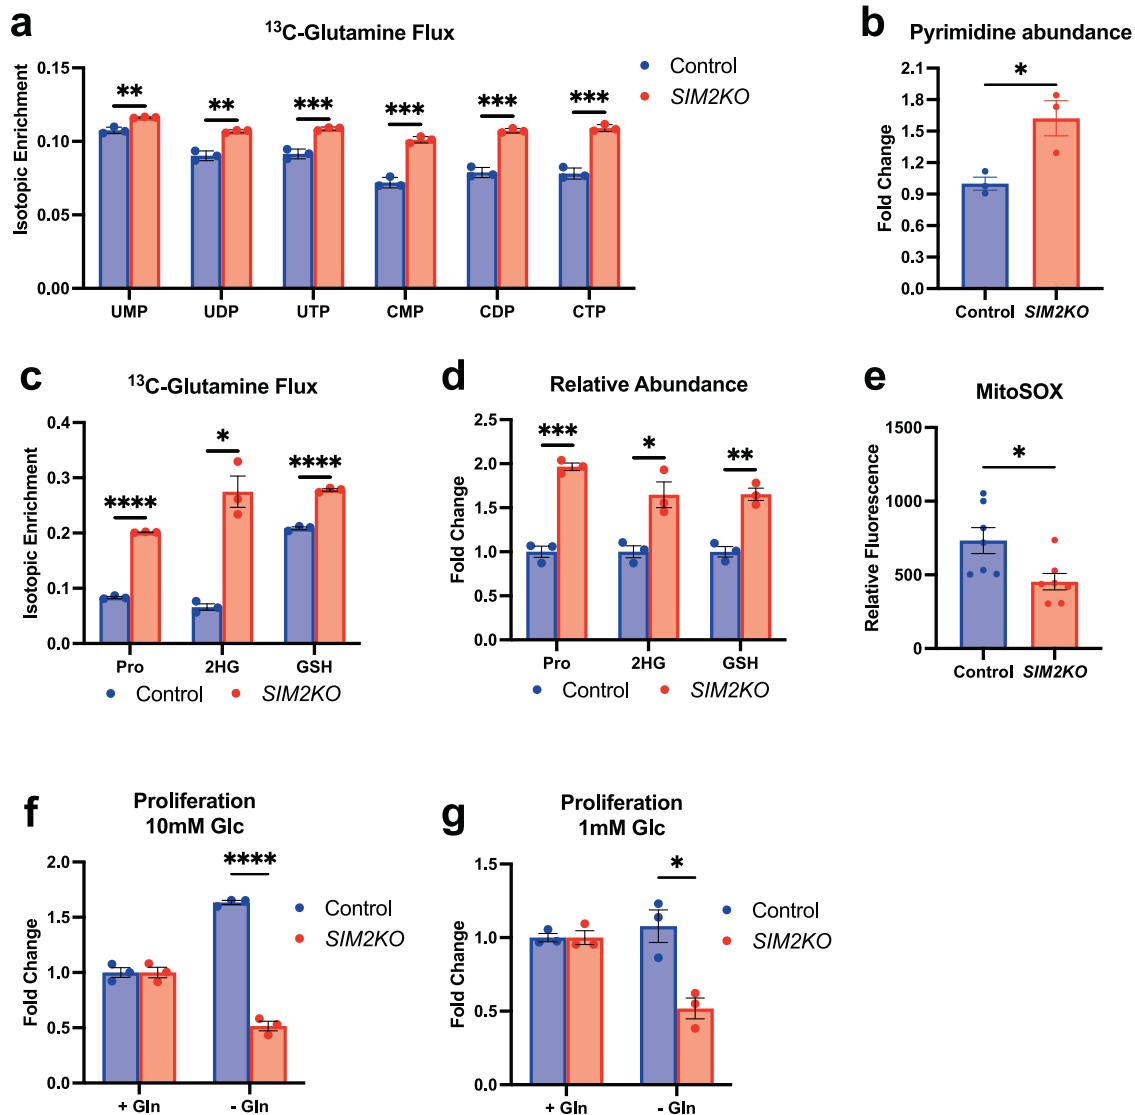 a
¹³C-Glutamine Flux
Isotopic Enrichment
0.15
0.10
0.05
0.00
** ** *** *** *** ***
UMP UDP UTP CMP CDP CTP
Control
SIM2KO
b
Pyrimidine abundance
Fold Change
2.1
1.8
1.5
1.2
0.9
0.6
0.3
0.0
*
Control SIM2KO
c
¹³C-Glutamine Flux
Isotopic Enrichment
0.4
0.3
0.2
0.1
0.0
**** * ****
Pro 2HG GSH
Control SIM2KO
d
Relative Abundance
Fold Change
2.5
2.0
1.5
1.0
0.5
0.0
*** * **
Pro 2HG GSH
Control SIM2KO
e
MitoSOX
Relative Fluorescence
1500
1000
500
0
*
Control SIM2KO
f
Proliferation
10mM Glc
Fold Change
2.0
1.5
1.0
0.5
0.0
****
+ Gln - Gln
Control
SIM2KO
g
Proliferation
1mM Glc
Fold Change
1.5
1.0
0.5
0.0
*
+ Gln - Gln
Control
SIM2KO